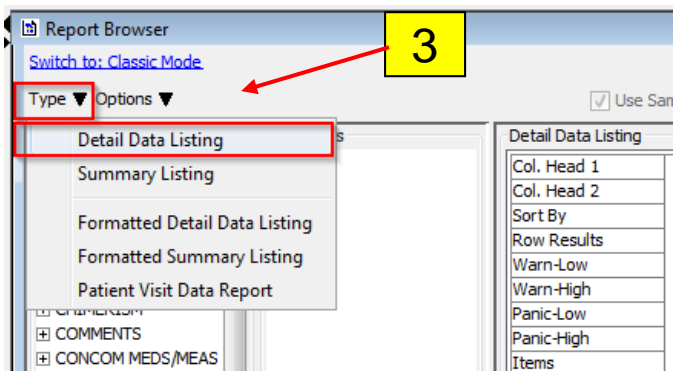 Report Browser
3
Switch to: Classic Mode
Type ▼ Options ▼
Use Sam
Detail Data Listing
s
Detail Data Listing
Summary Listing
Formatted Detail Data Listing
Formatted Summary Listing
Patient Visit Data Report
CHIMERISM
COMMENTS
CONCOM MEDS/MEAS
Col. Head 1
Col. Head 2
Sort By
Row Results
Warn-Low
Warn-High
Panic-Low
Panic-High
Items